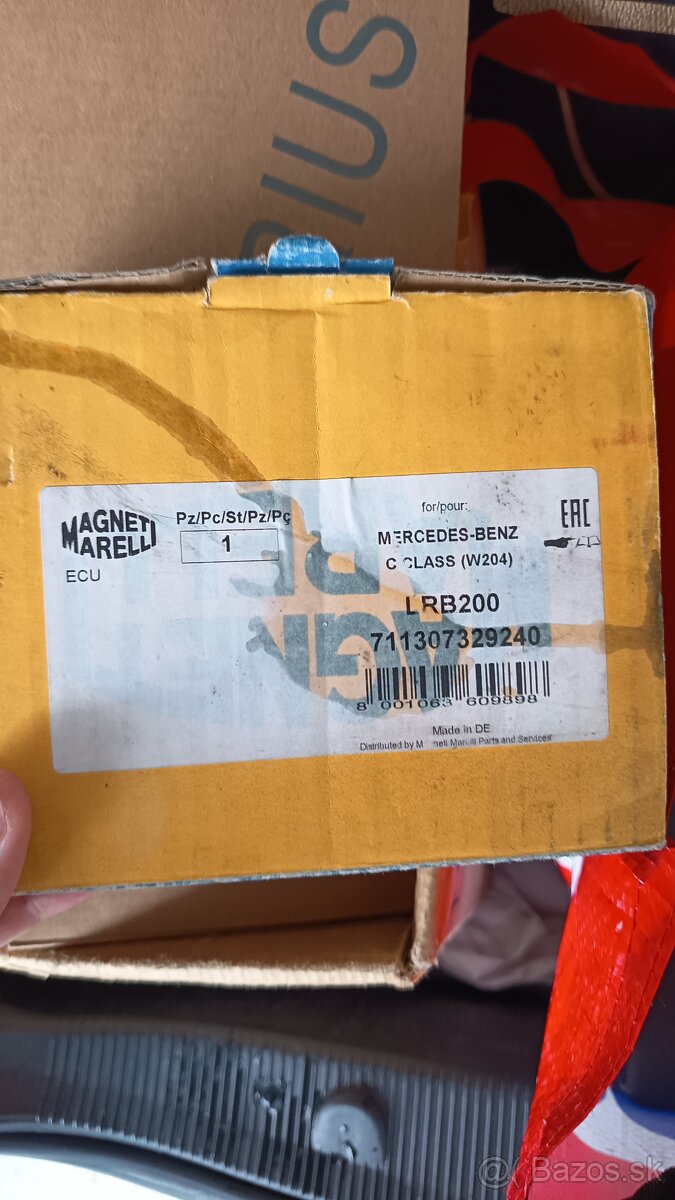 MAGNETI
MARELLI
ECU
Pz/Pc/St/Pz/Pç
1
for/pour:
MERCEDES-BENZ
C CLASS (W204)
LRB200
711307329240
8 001063 609898
Made in DE
Distributed by Magneti Marelli Parts and Services
EAC
@ Bazos.sk